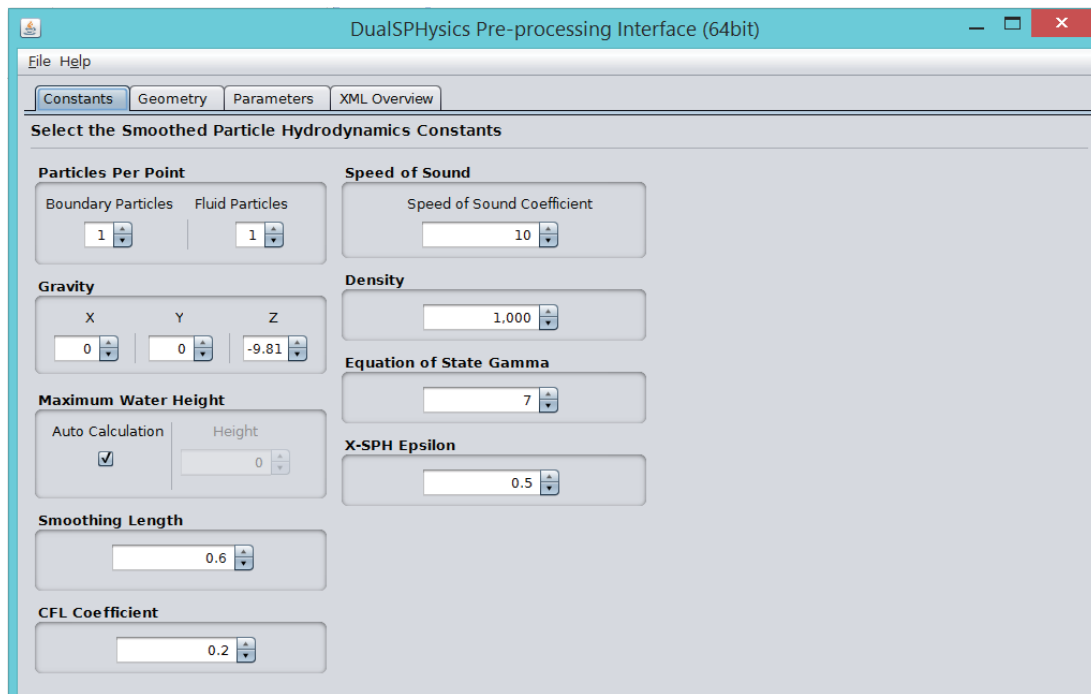 DualSPHysics Pre-processing Interface (64bit)
File Help
Constants Geometry Parameters XML Overview
Select the Smoothed Particle Hydrodynamics Constants
Particles Per Point
Boundary Particles Fluid Particles
1 1
Gravity
X Y Z
0 0 -9.81
Maximum Water Height
Auto Calculation Height
0
Smoothing Length
0.6
CFL Coefficient
0.2
Speed of Sound
Speed of Sound Coefficient
10
Density
1,000
Equation of State Gamma
7
X-SPH Epsilon
0.5